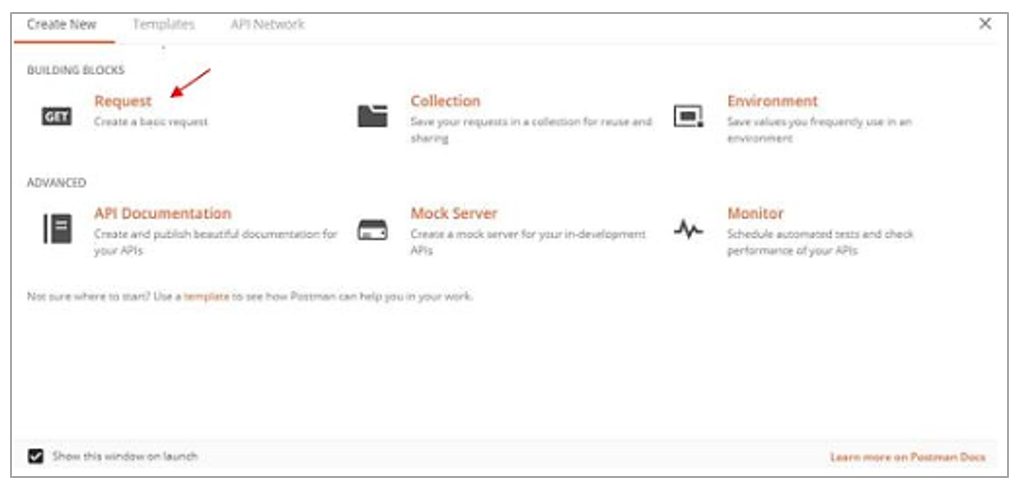 Create New Templates API Network
BUILDING BLOCKS
GET
Request
Create a basic request
Collection
Save your requests in a collection for reuse and
sharing
Environment
Save values you frequently use in an
environment
ADVANCED
API Documentation
Create and publish beautiful documentation for
your APIs
Mock Server
Create a mock server for your in-development
APIs
Monitor
Schedule automated tests and check
performance of your APIs
Not sure where to start? Use a template to see how Postman can help you in your work.
Show this window on launch
Learn more on Postman Docs